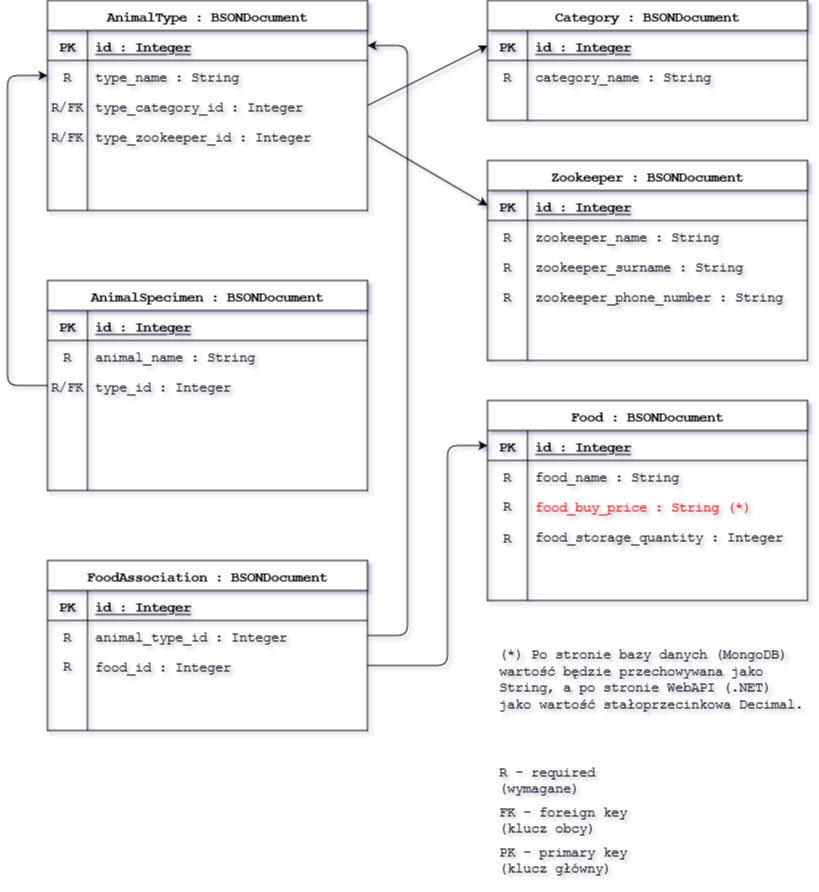 AnimalType : BSONDocument
PK id : Integer
R type_name : String
R/FK type_category_id : Integer
R/FK type_zookeeper_id : Integer
Category : BSONDocument
PK id : Integer
R category_name : String
Zookeeper : BSONDocument
PK id : Integer
R zookeeper_name : String
R zookeeper_surname : String
R zookeeper_phone_number : String
AnimalSpecimen : BSONDocument
PK id : Integer
R animal_name : String
R/FK type_id : Integer
Food : BSONDocument
PK id : Integer
R food_name : String
R food_buy_price : String (*)
R food_storage_quantity : Integer
FoodAssociation : BSONDocument
PK id : Integer
R animal_type_id : Integer
R food_id : Integer
(*) Po stronie bazy danych (MongoDB)
wartość będzie przechowywana jako
String, a po stronie WebAPI (.NET)
jako wartość stałoprzecinkowa Decimal.
R - required
(wymagane)
FK - foreign key
(klucz obcy)
PK - primary key
(klucz główny)